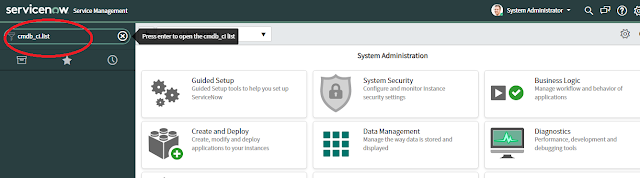 servicenow Service Management
System Administrator
cmdb_ci.list
Press enter to open the cmdb_ci list
System Administration
Guided Setup
Guided Setup tools to help you set up
ServiceNow
System Security
Configure and monitor instance
security settings
Business Logic
Manage workflow and behavior of
applications
Create and Deploy
Create, modify and deploy
applications to your instances
Data Management
Manage the way data is stored and
displayed
Diagnostics
Performance, development and
debugging tools